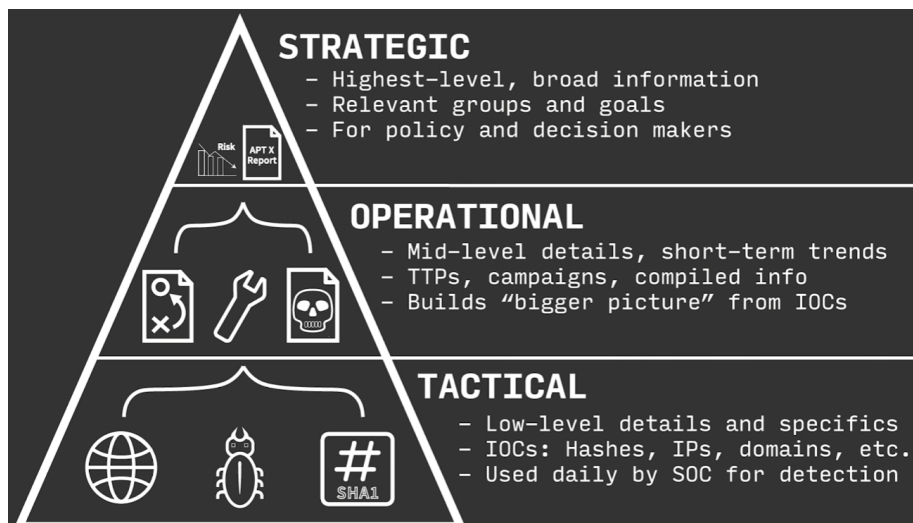 STRATEGIC
– Highest–level, broad information
– Relevant groups and goals
– For policy and decision makers
Risk
APT X
Report
OPERATIONAL
– Mid–level details, short–term trends
– TTPs, campaigns, compiled info
– Builds “bigger picture” from IOCs
TACTICAL
– Low–level details and specifics
– IOCs: Hashes, IPs, domains, etc.
– Used daily by SOC for detection
#
SHA1